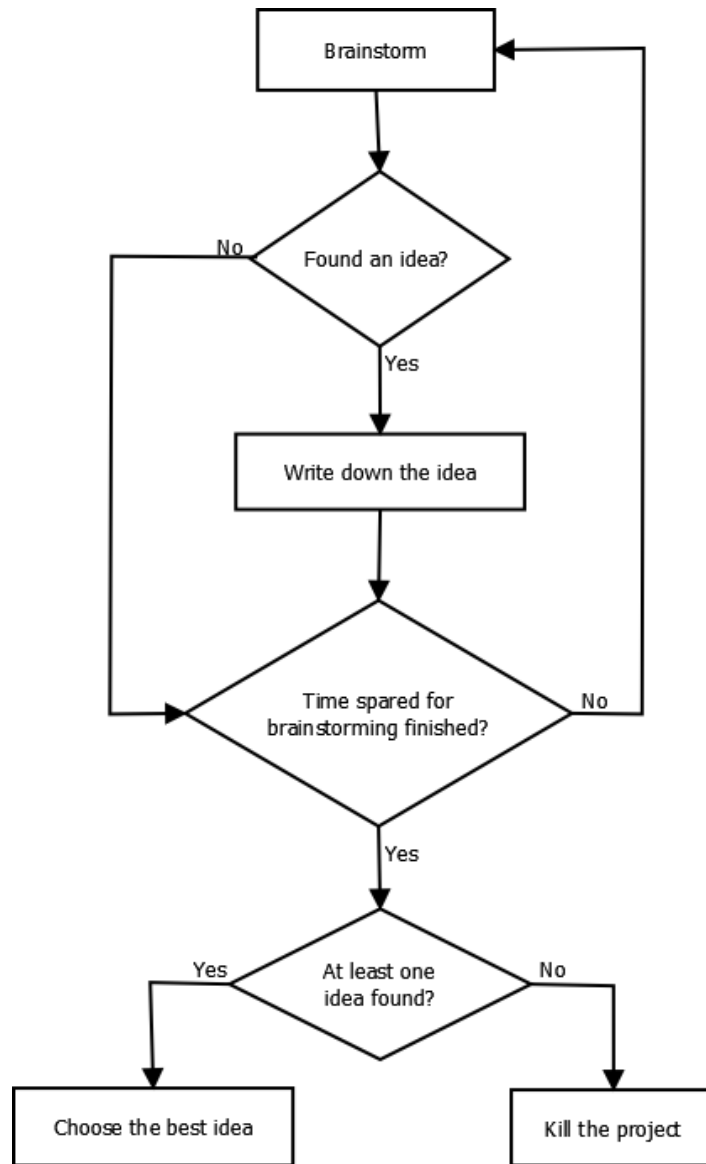 Brainstorm
No
Found an idea?
Yes
Write down the idea
Time spared for
brainstorming finished?
No
Yes
Yes
At least one
idea found?
No
Choose the best idea
Kill the project